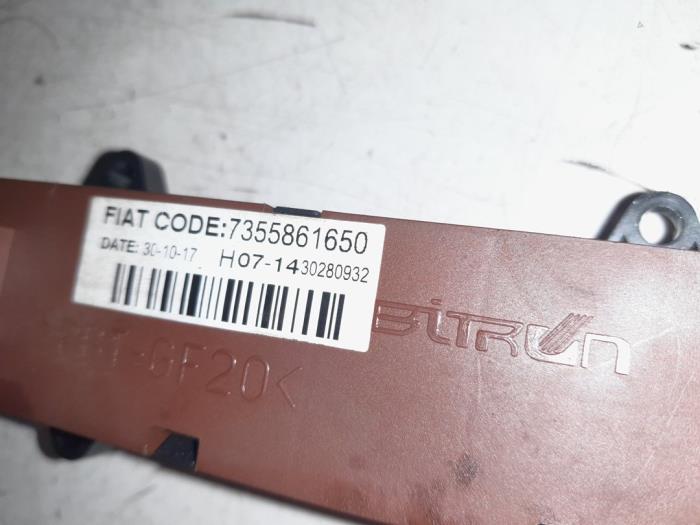 FIAT CODE:7355861650
DATE: 30-10-17 H07-1430280932
BITRON
-GF20<